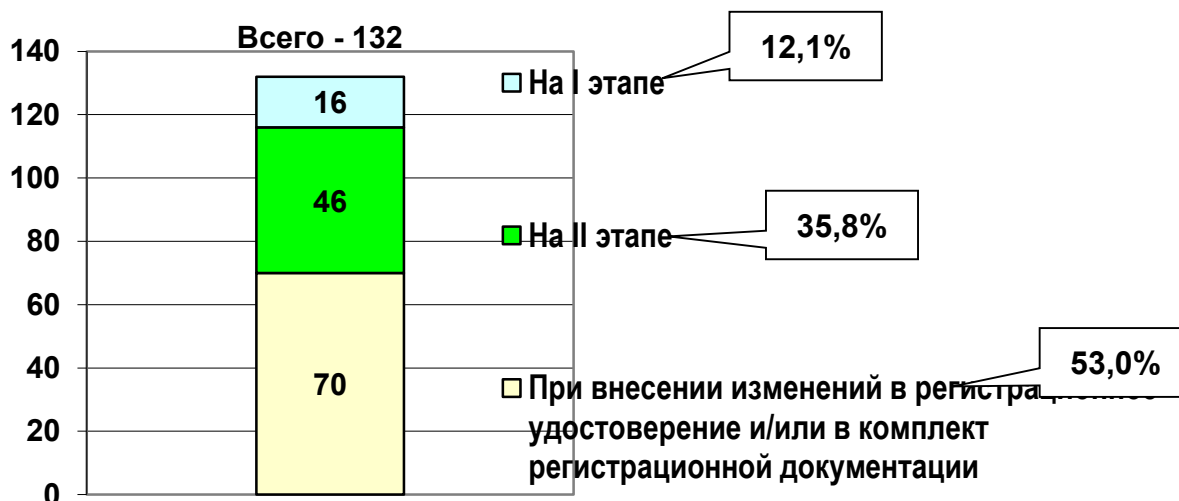 Всего - 132
140
120
100
80
60
40
20
0
16
46
70
На I этапе
12,1%
На II этапе
35,8%
53,0%
При внесении изменений в регистрационное
удостоверение и/или в комплект
регистрационной документации